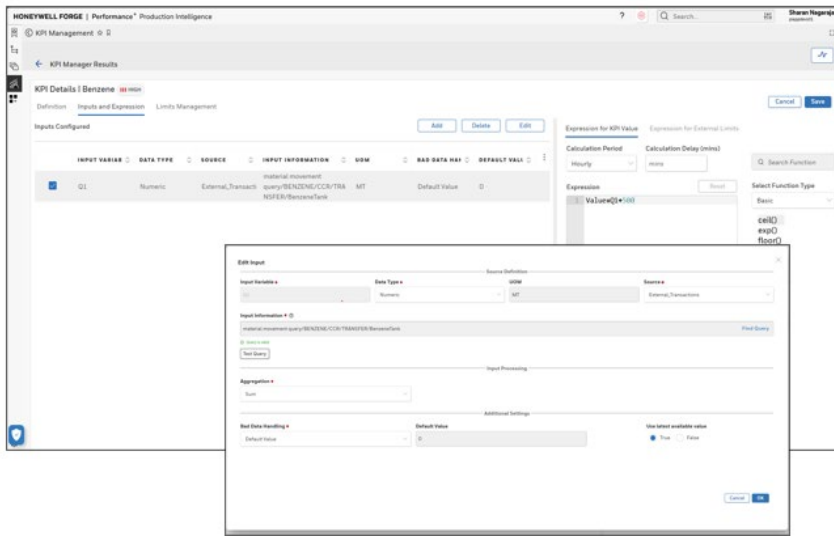 HONEYWELL FORGE | Performance+ Production Intelligence
? Search...
Sharan Nagaraja
KPI Management
KPI Manager Results
KPI Details | Benzene HIGH
Cancel Save
Definition Inputs and Expression Limits Management
Inputs Configured
Add Delete Edit
Expression for KPI Value Expression for External Limits
INPUT VARIAB DATA TYPE SOURCE INPUT INFORMATION UOM BAD DATA HAN DEFAULT VALU
Q1 Numeric External_Transacti material movement query/BENZENE/CCR/TRA NSFER/BenzeneTank MT Default Value 0
Calculation Period Calculation Delay (mins)
Hourly mins
Search Function
Expression Reset
Select Function Type
1 Value=Q1*500
Basic
ceil()
exp()
floor()
Edit Input
Source Definition
Input Variable * Data Type * UOM Source *
Numeric MT External_Transactions
Input Information *
material movement query/BENZENE/CCR/TRANSFER/BenzeneTank Find Query
Test Query
Input Processing
Aggregation *
Sum
Additional Settings
Bad Data Handling * Default Value Use latest available value
Default Value 0 True False
Cancel OK